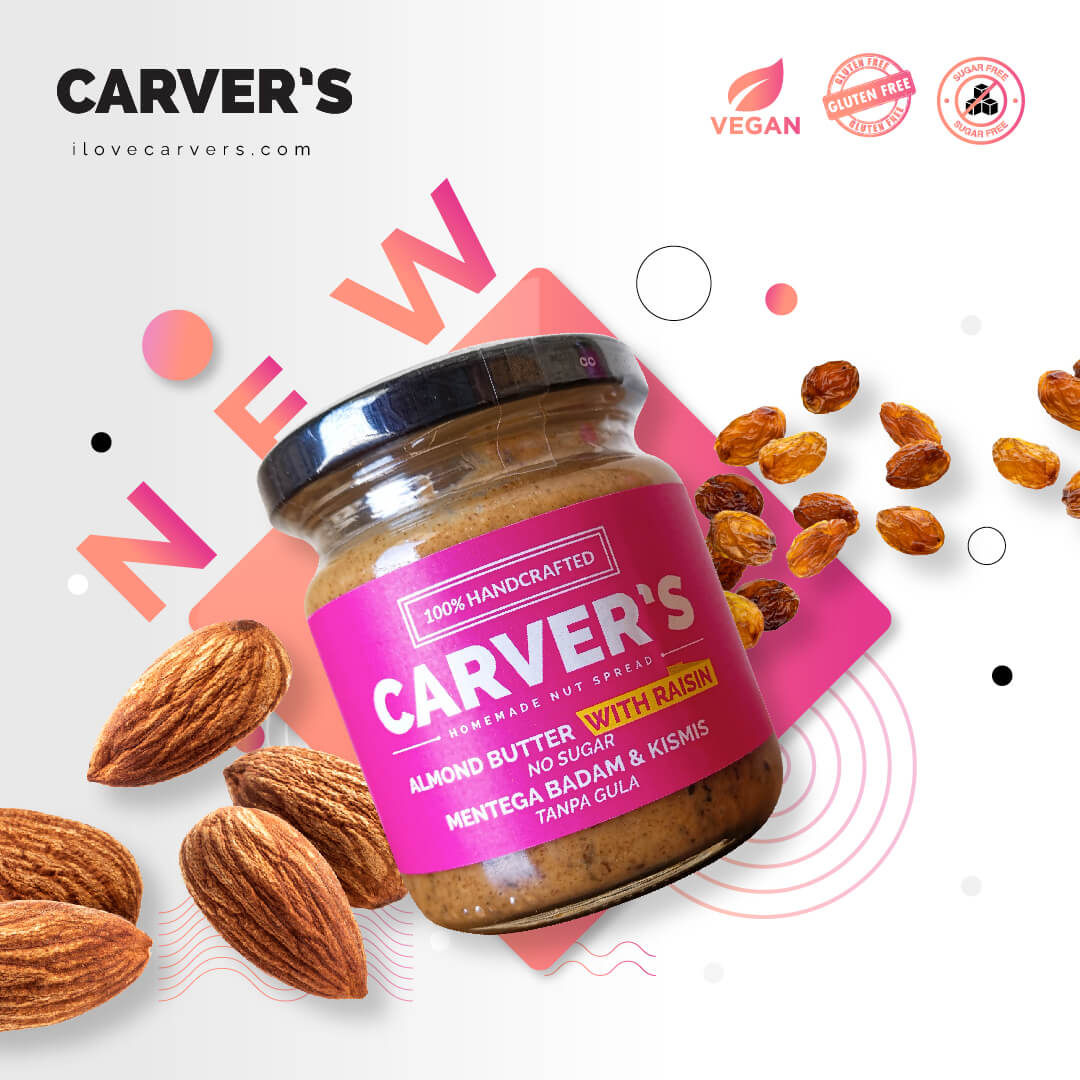 CARVER'S
ilovecarvers.com
VEGAN
GLUTEN FREE
GLUTEN FREE
GLUTEN FREE
SUGAR FREE
SUGAR FREE
NEW
100% HANDCRAFTED
CARVER'S
HOMEMADE NUT SPREAD
ALMOND BUTTER WITH RAISIN
NO SUGAR
MENTEGA BADAM & KISMIS
TANPA GULA